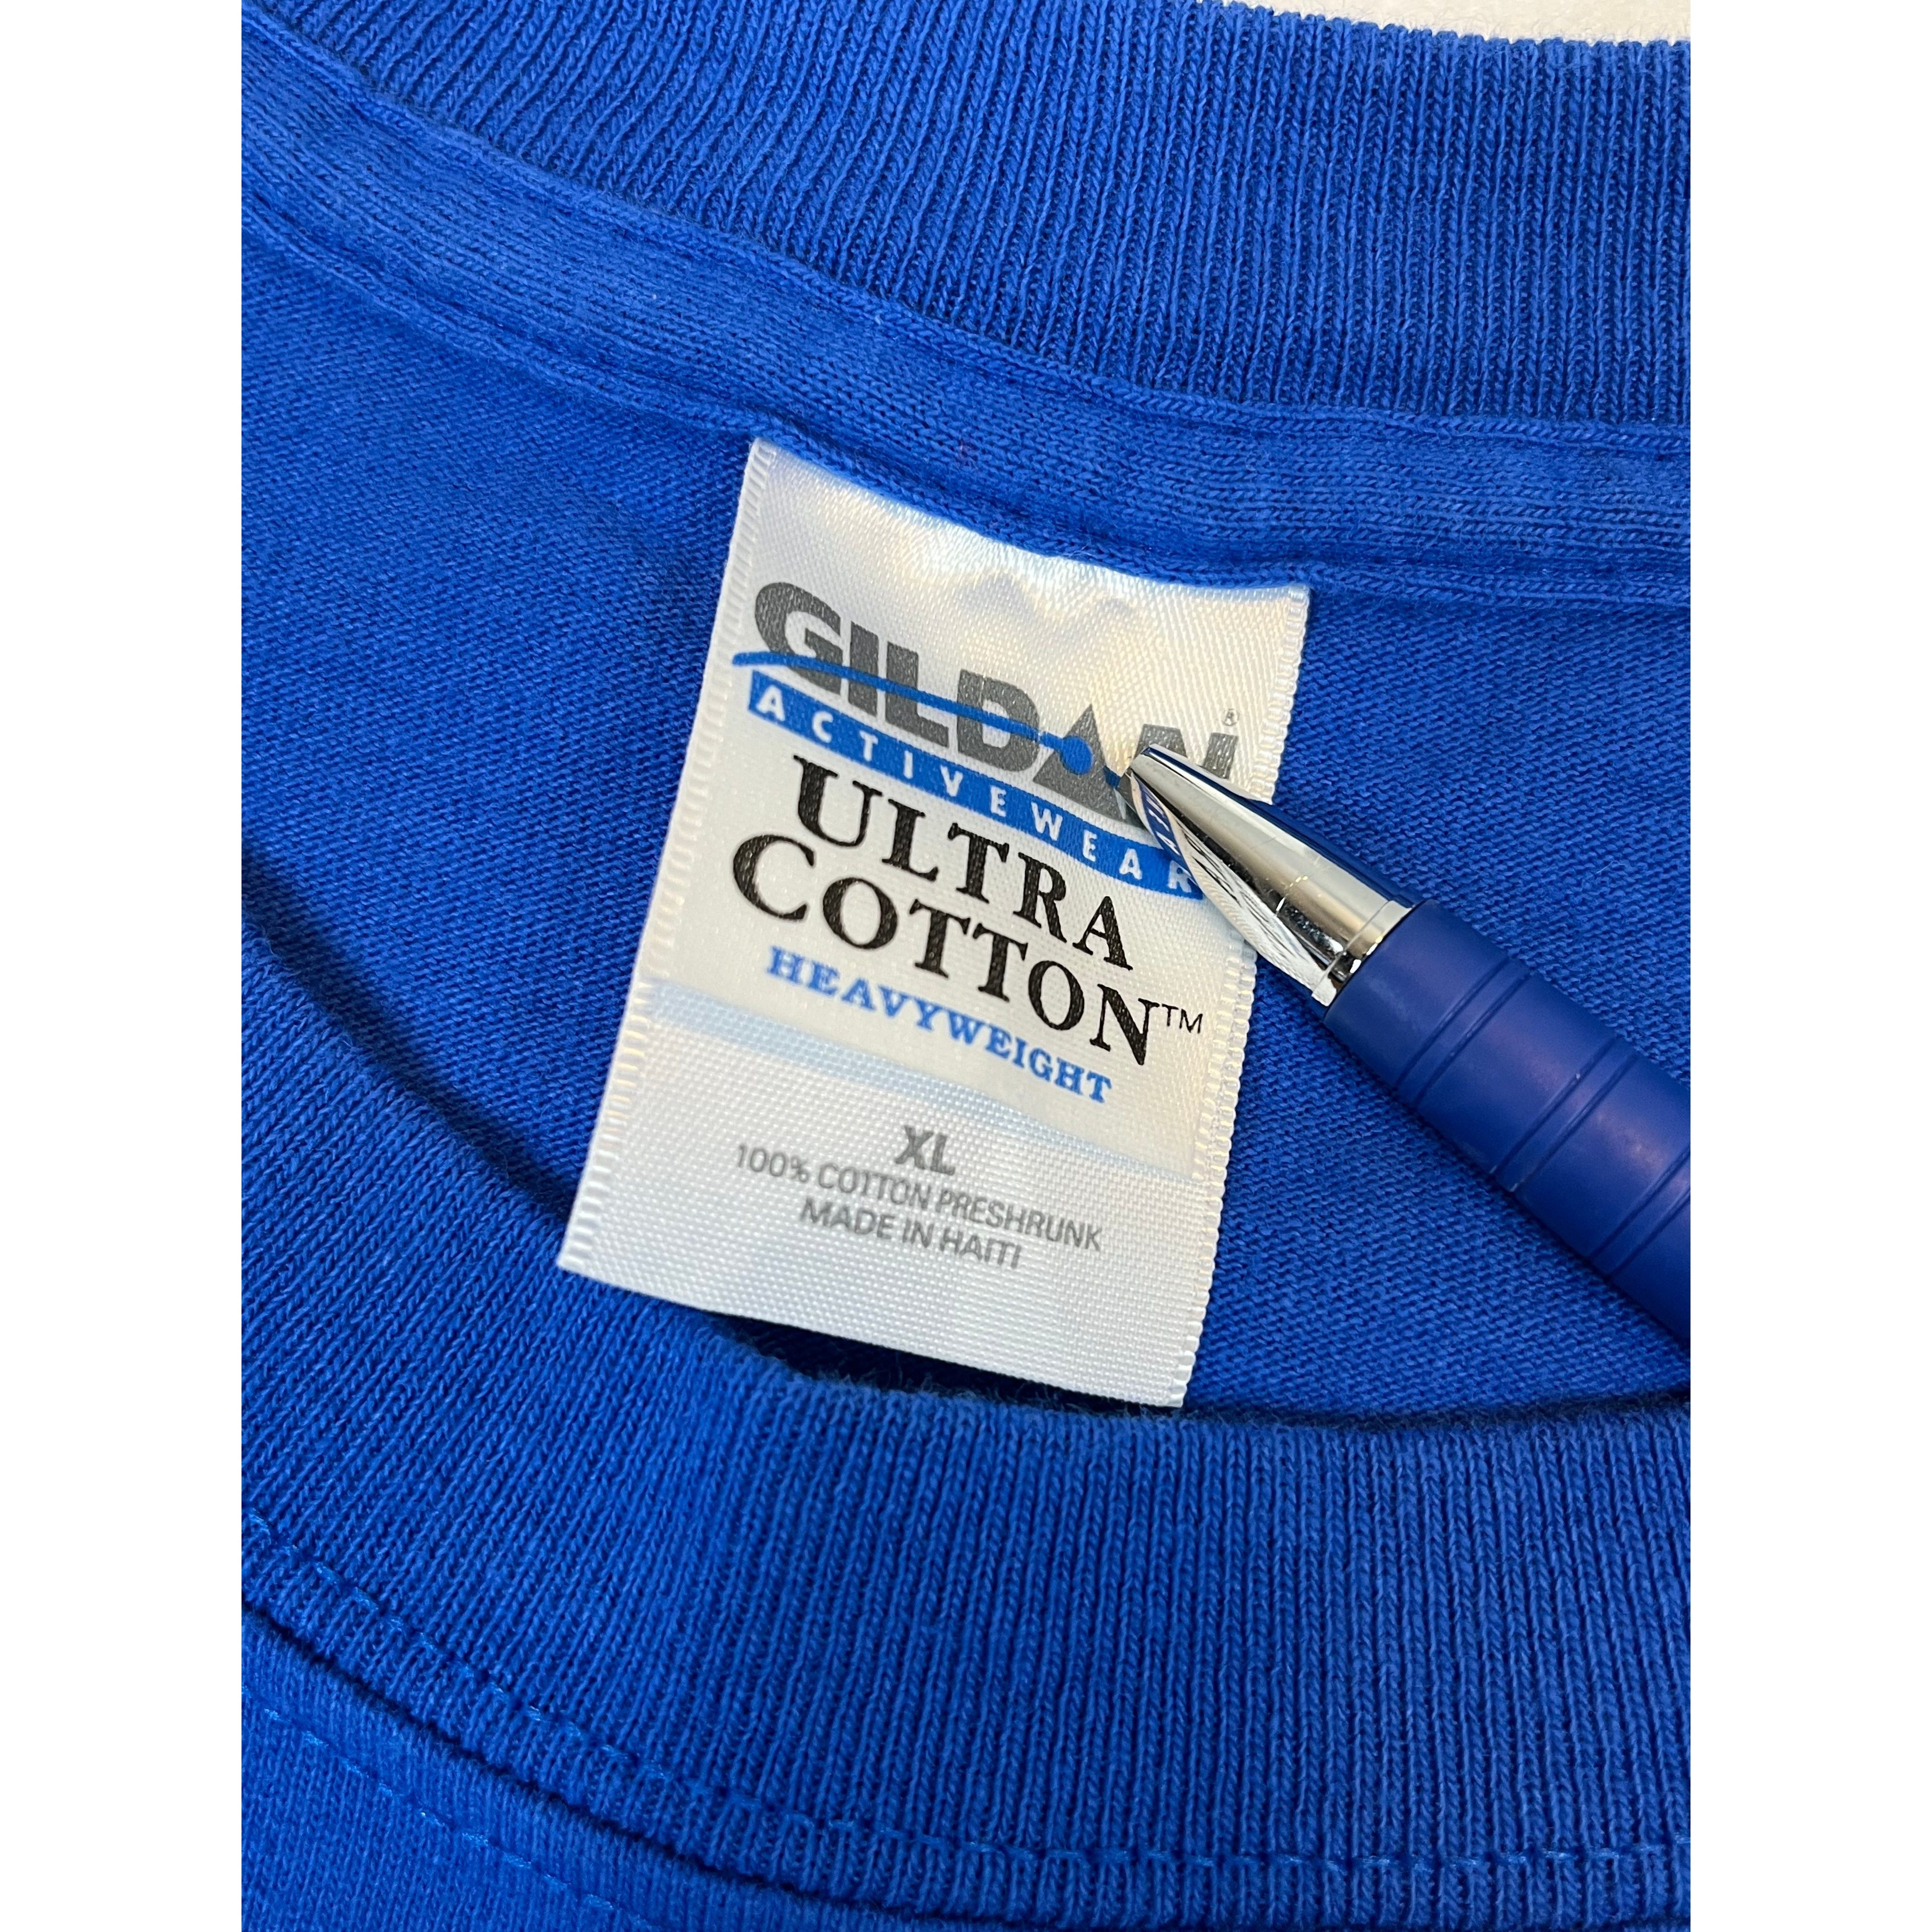 GILDAN®
ACTIVEWEAR
ULTRA
COTTON™
HEAVYWEIGHT
XL
100% COTTON PRESHRUNK
MADE IN HAITI